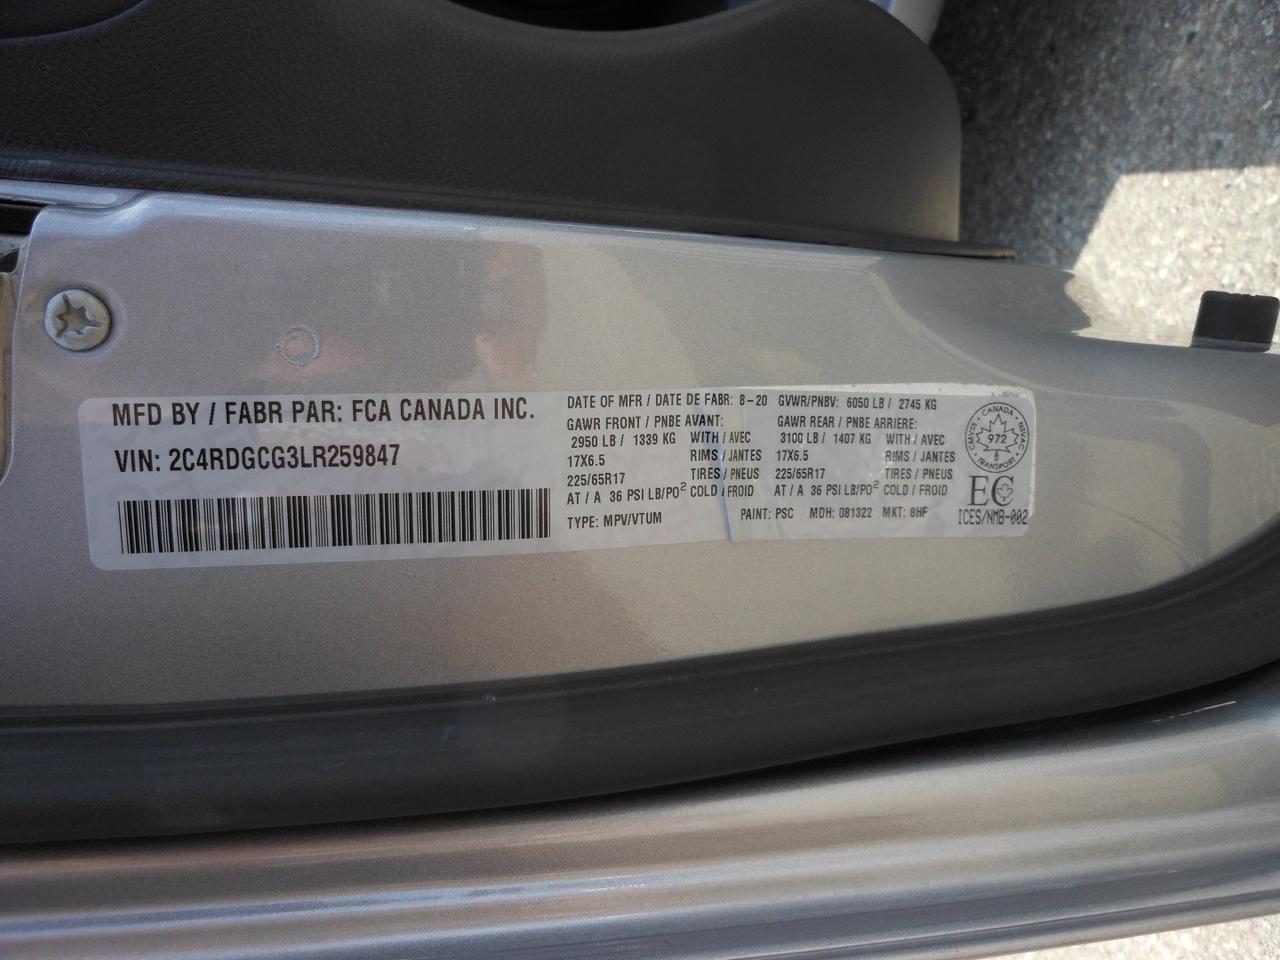 MFD BY / FABR PAR: FCA CANADA INC.
VIN: 2C4RDGCG3LR259847
DATE OF MFR / DATE DE FABR: 8-20 GVWR/PNBV: 6050 LB / 2745 KG
GAWR FRONT / PNBE AVANT: GAWR REAR / PNBE ARRIERE:
2950 LB / 1339 KG WITH / AVEC 3100 LB / 1407 KG WITH / AVEC
17X6.5 RIMS / JANTES 17X6.5 RIMS / JANTES
225/65R17 TIRES / PNEUS 225/65R17 TIRES / PNEUS
AT / A 36 PSI LB/PO² COLD / FROID AT / A 36 PSI LB/PO² COLD / FROID
TYPE: MPV/VTUM PAINT: PSC MDH: 081322 MKT: 8HF
CANADA
CMVSS
NSVAC
972
TRANSPORT
EC
ICES/NMB-002